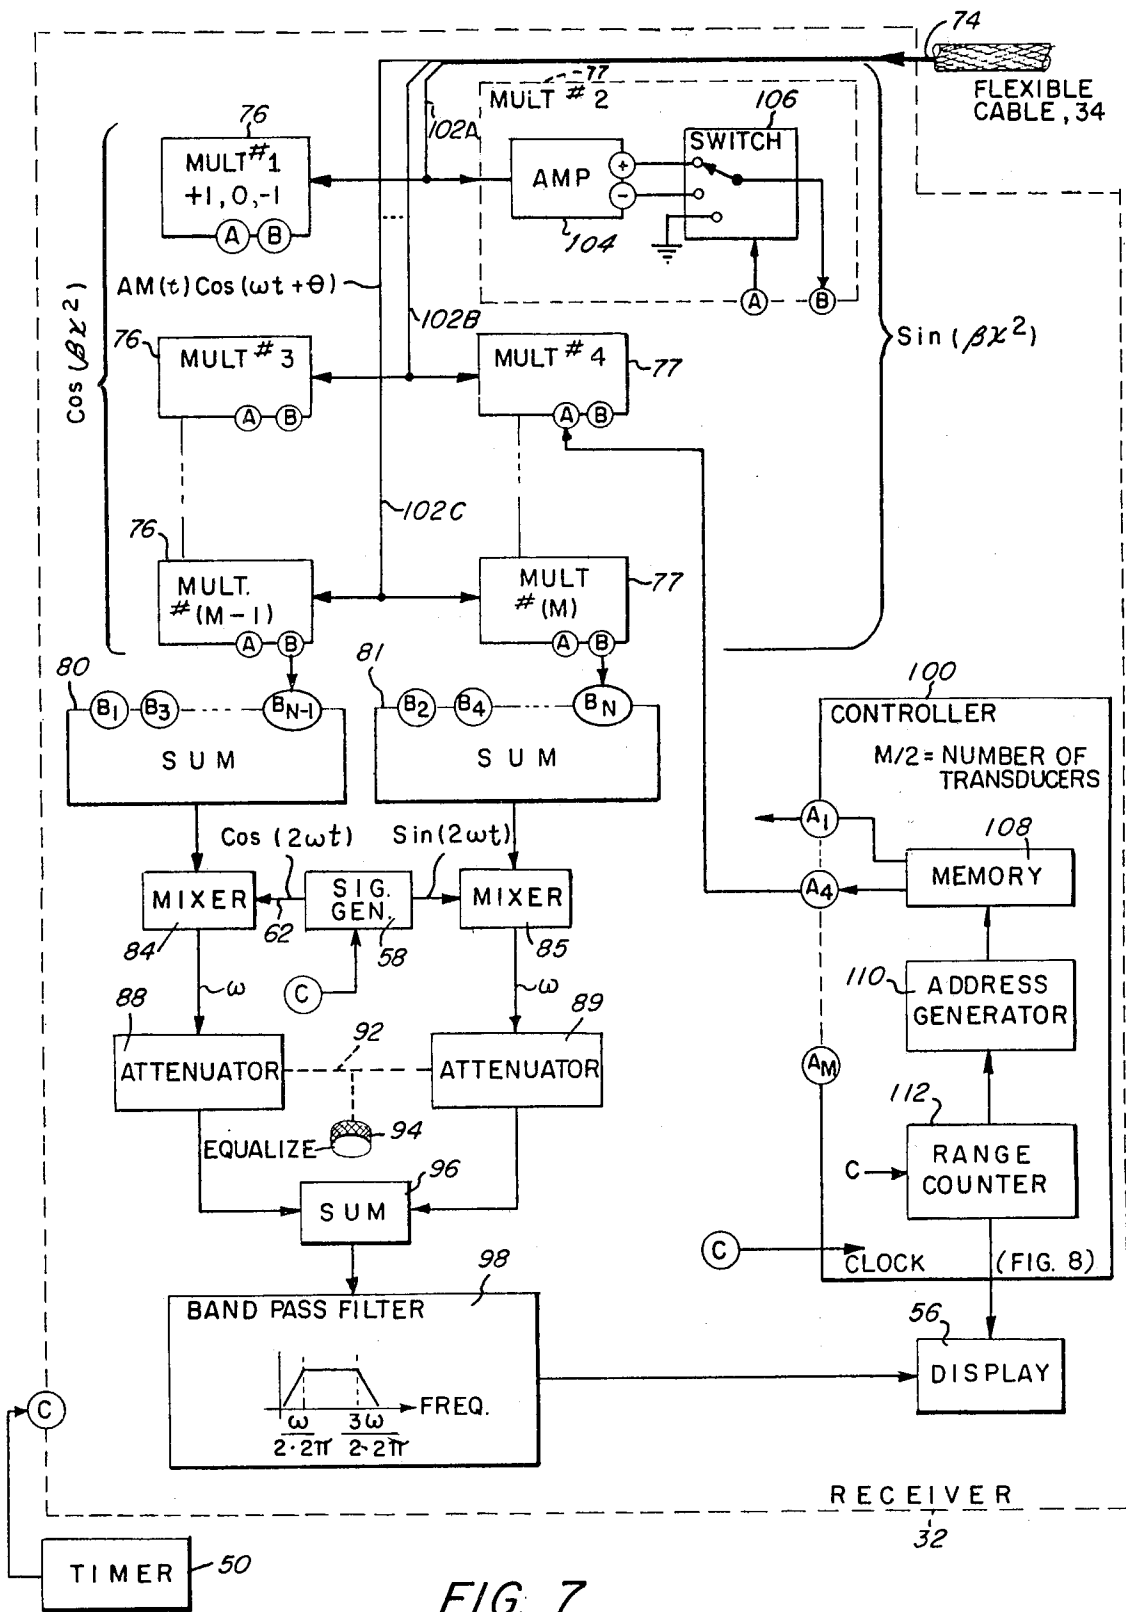 74
FLEXIBLE
CABLE, 34
77
MULT #2
106
SWITCH
102A
76
MULT #1
+1, 0, -1
A B
AMP
+
-
104
A
B
AM(t) Cos(ωt + θ)
102B
Cos(βx²)
Sin(βx²)
76
MULT #3
A B
MULT #4
77
A B
102C
76
MULT.
#(M-1)
A B
MULT
#(M)
77
A B
80
B1 B3 BN-1
SUM
81
B2 B4 BN
SUM
100
CONTROLLER
M/2 = NUMBER OF
TRANSDUCERS
A1
108
MEMORY
A4
Cos (2ωt)
Sin(2ωt)
MIXER
84
62
SIG.
GEN.
58
MIXER
85
C
ω
ω
110
ADDRESS
GENERATOR
AM
88
ATTENUATOR
92
89
ATTENUATOR
EQUALIZE
94
112
C
RANGE
COUNTER
96
SUM
C
CLOCK
(FIG. 8)
98
BAND PASS FILTER
FREQ.
ω
2·2π
3ω
2·2π
56
DISPLAY
C
RECEIVER
32
TIMER
50
FIG. 7